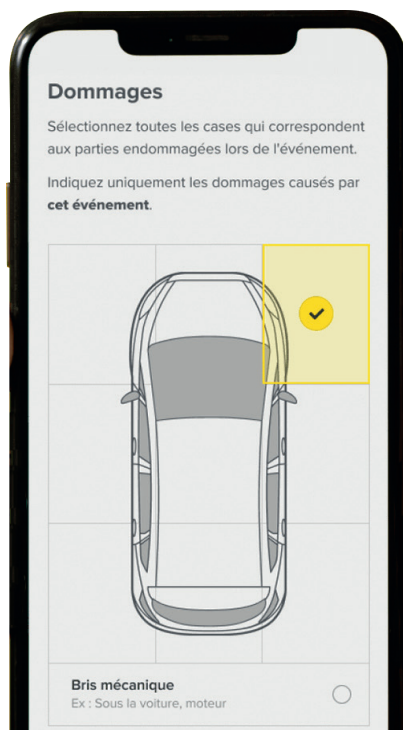 Dommages
Sélectionnez toutes les cases qui correspondent
aux parties endommagées lors de l'événement.
Indiquez uniquement les dommages causés par
cet événement.
Bris mécanique
Ex : Sous la voiture, moteur